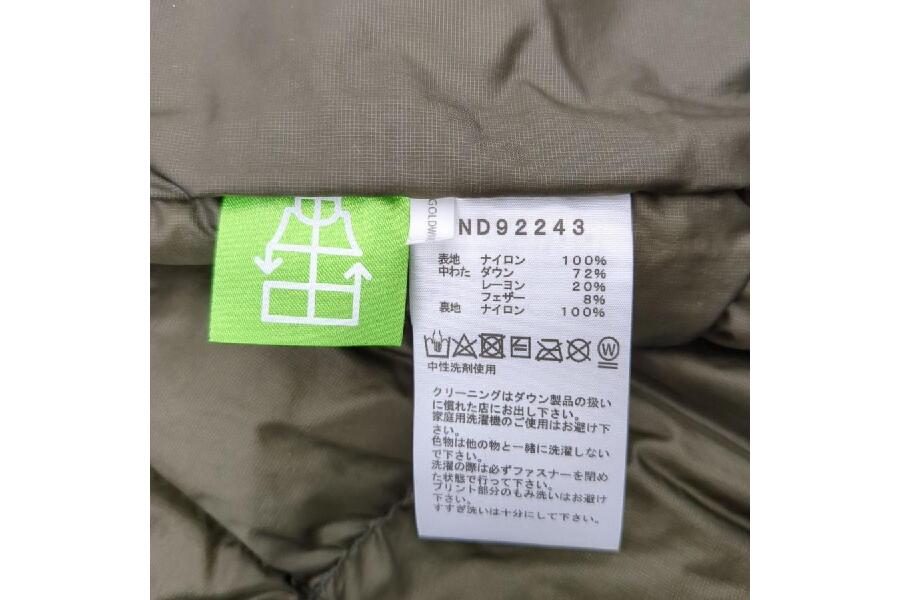 GOLDWIN
ND92243
表地 ナイロン 100%
中わた ダウン 72%
レーヨン 20%
フェザー 8%
裏地 ナイロン 100%
W
中性洗剤使用
クリーニングはダウン製品の扱い
に慣れた店にお出し下さい。
家庭用洗濯機のご使用はお避け下
さい。
色物は他の物と一緒に洗濯しない
で下さい。
洗濯の際は必ずファスナーを閉め
た状態で行って下さい。
プリント部分のもみ洗いはお避け
下さい。
すすぎ洗いは十分にして下さい。